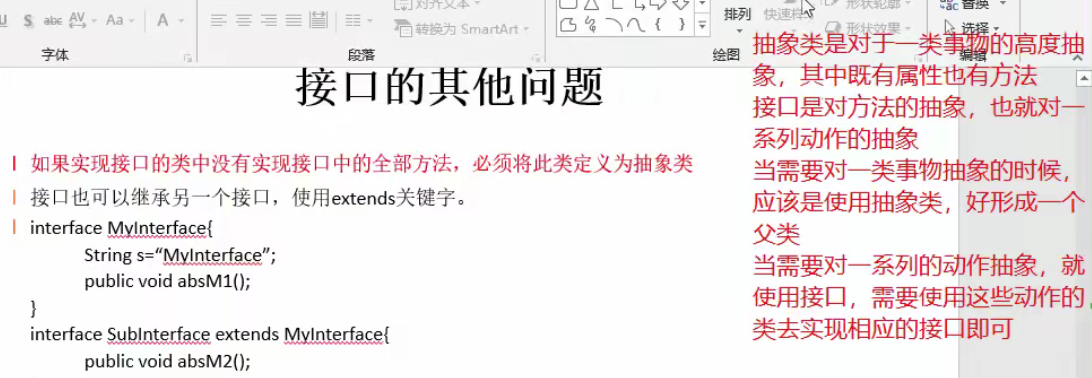 U S abc AV Aa A
对齐文本
转换为 SmartArt
排列
快速样
形状轮廓
形状效果
替换
选择
字体
段落
绘图
编辑
接口的其他问题
如果实现接口的类中没有实现接口中的全部方法，必须将此类定义为抽象类
接口也可以继承另一个接口，使用extends关键字。
interface MyInterface{
String s=“MyInterface”;
public void absM1();
}
interface SubInterface extends MyInterface{
public void absM2();
抽象类是对于一类事物的高度抽
象，其中既有属性也有方法
接口是对方法的抽象，也就对一
系列动作的抽象
当需要对一类事物抽象的时候，
应该是使用抽象类，好形成一个
父类
当需要对一系列的动作抽象，就
使用接口，需要使用这些动作的
类去实现相应的接口即可